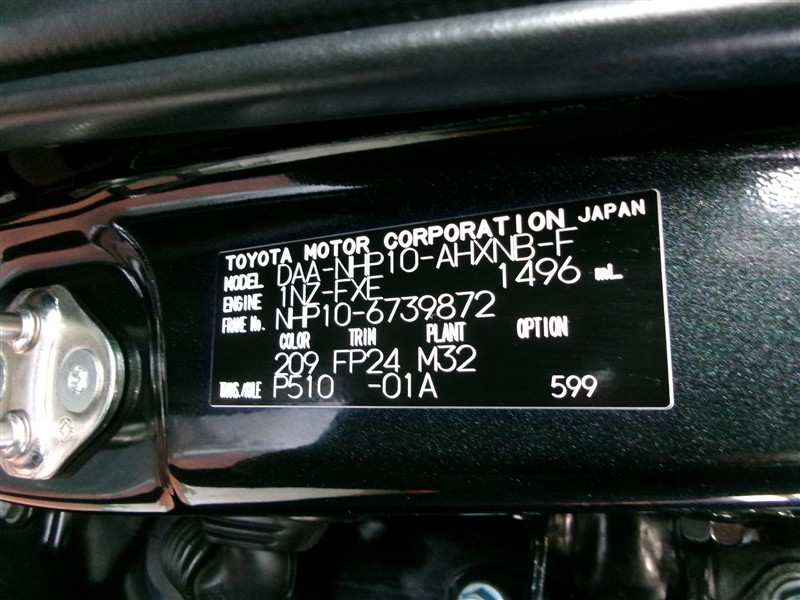 TOYOTA MOTOR CORPORATION JAPAN
MODEL DAA-NHP10-AHXNB-F
ENGINE 1NZ-FXE 1496 mL
FRAME No. NHP10-6739872
COLOR TRIM PLANT OPTION
209 FP24 M32
TRANS./AXLE P510 -01A 599